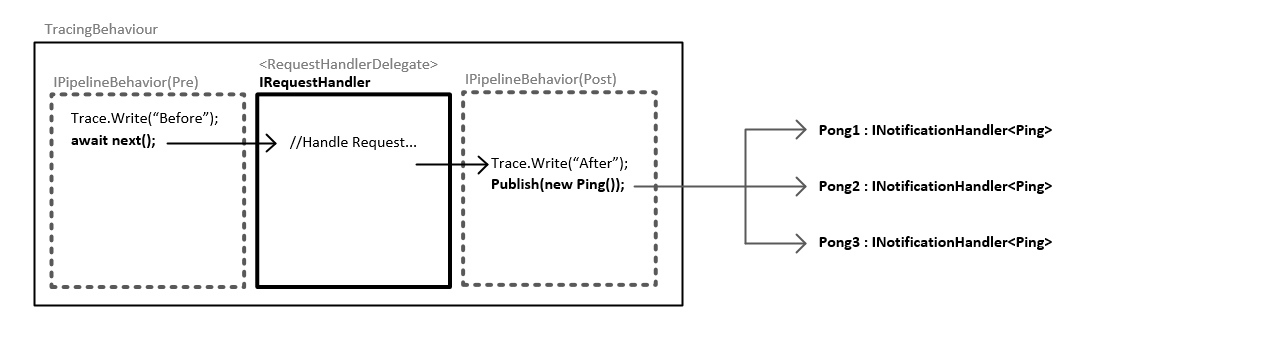 TracingBehaviour
<RequestHandlerDelegate>
IPipelineBehavior(Pre)
IRequestHandler
IPipelineBehavior(Post)
Trace.Write(“Before”);
await next();
//Handle Request...
Trace.Write(“After”);
Publish(new Ping());
Pong1 : INotificationHandler<Ping>
Pong2 : INotificationHandler<Ping>
Pong3 : INotificationHandler<Ping>